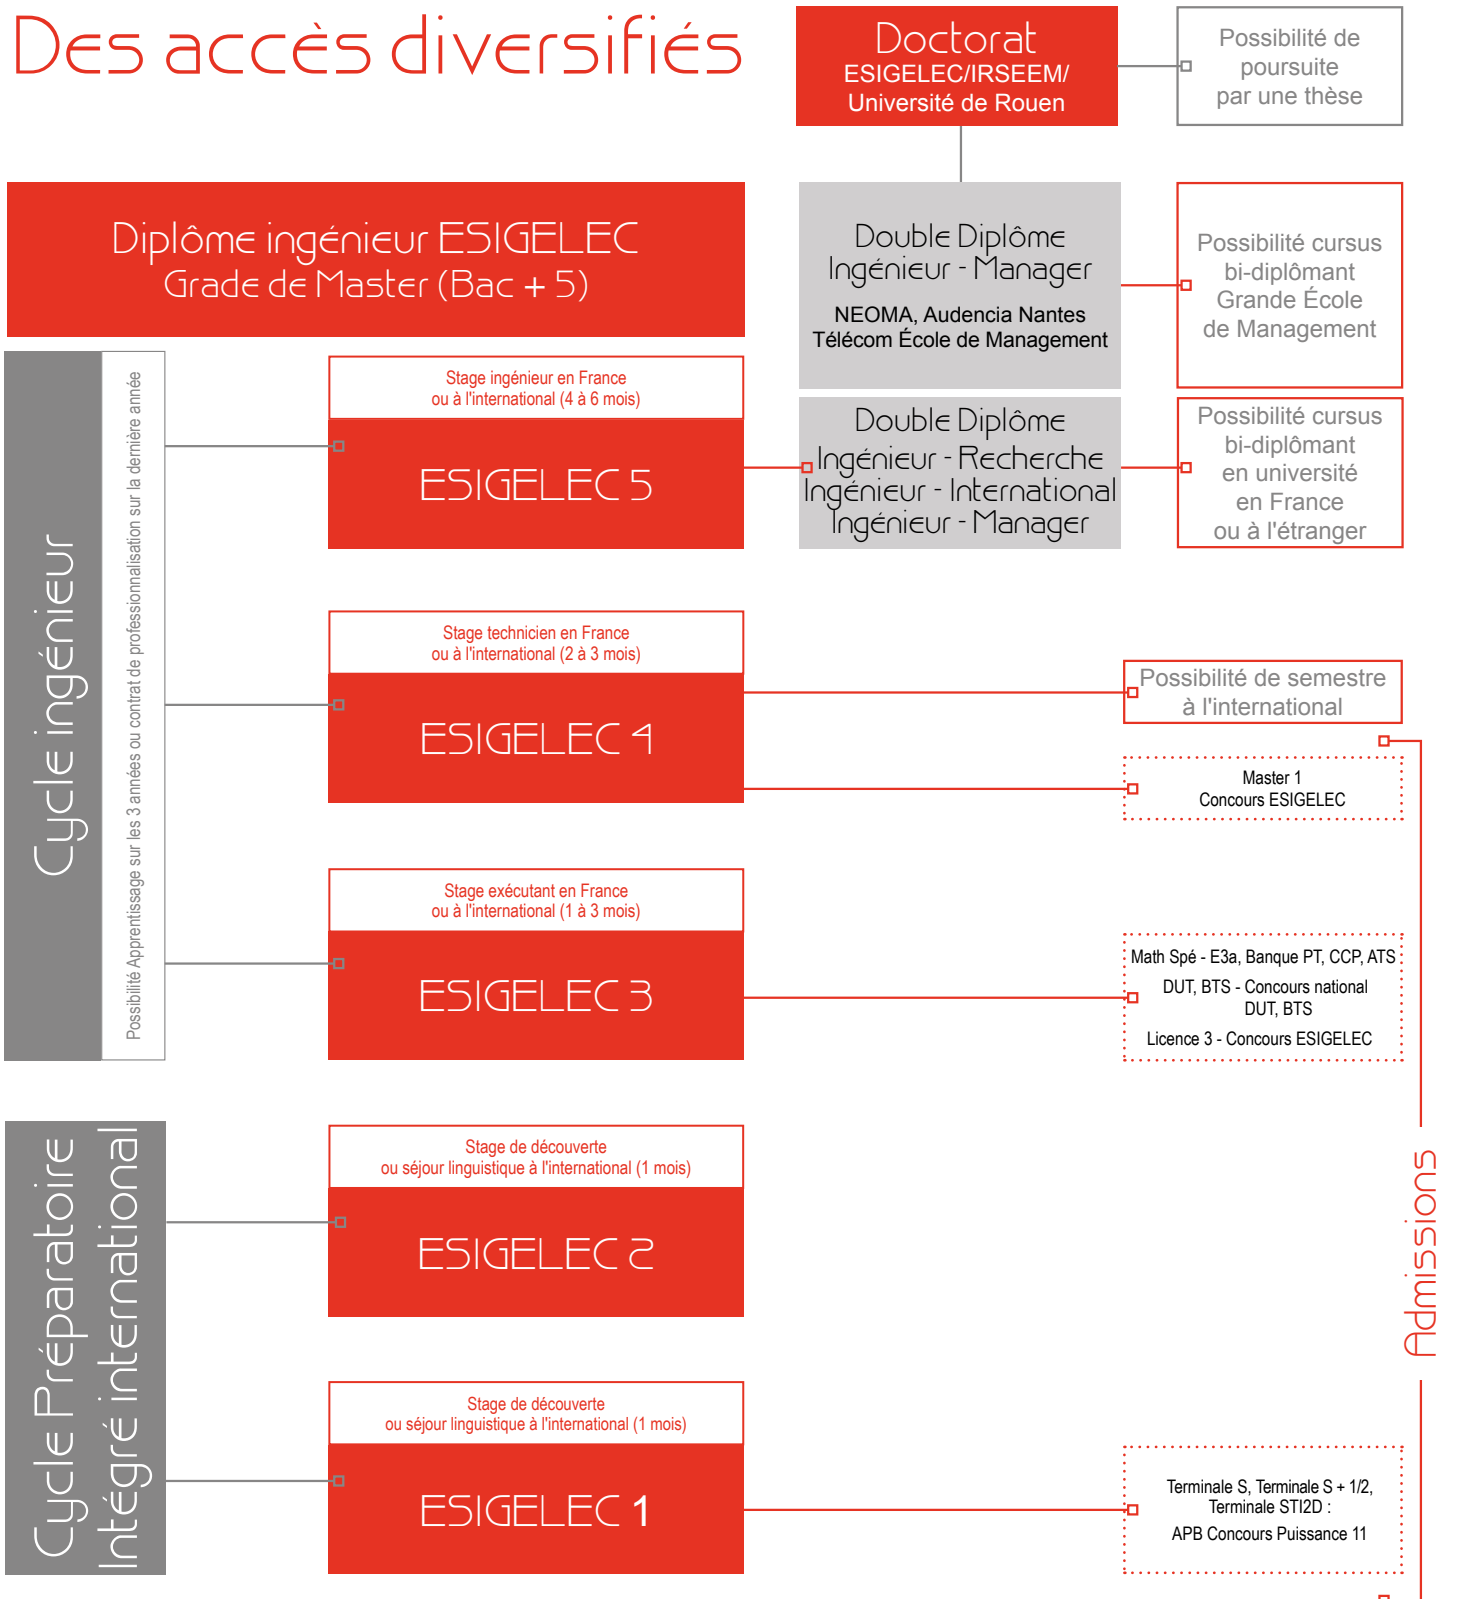 Des accès diversifiés
Doctorat
ESIGELEC/IRSEEM/
Université de Rouen
Possibilité de
poursuite
par une thèse
Diplôme ingénieur ESIGELEC
Grade de Master (Bac + 5)
Double Diplôme
Ingénieur - Manager
NEOMA, Audencia Nantes
Télécom École de Management
Possibilité cursus
bi-diplômant
Grande École
de Management
Cycle ingénieur
Possibilité Apprentissage sur les 3 années ou contrat de professionnalisation sur la dernière année
Stage ingénieur en France
ou à l'international (4 à 6 mois)
ESIGELEC 5
Double Diplôme
Ingénieur - Recherche
Ingénieur - International
Ingénieur - Manager
Possibilité cursus
bi-diplômant
en université
en France
ou à l'étranger
Stage technicien en France
ou à l'international (2 à 3 mois)
ESIGELEC 4
Possibilité de semestre
à l'international
Master 1
Concours ESIGELEC
Stage exécutant en France
ou à l'international (1 à 3 mois)
ESIGELEC 3
Math Spé - E3a, Banque PT, CCP, ATS
DUT, BTS - Concours national
DUT, BTS
Licence 3 - Concours ESIGELEC
Cycle Préparatoire
Intégré international
Stage de découverte
ou séjour linguistique à l'international (1 mois)
ESIGELEC 2
Admissions
Stage de découverte
ou séjour linguistique à l'international (1 mois)
ESIGELEC 1
Terminale S, Terminale S + 1/2,
Terminale STI2D :
APB Concours Puissance 11